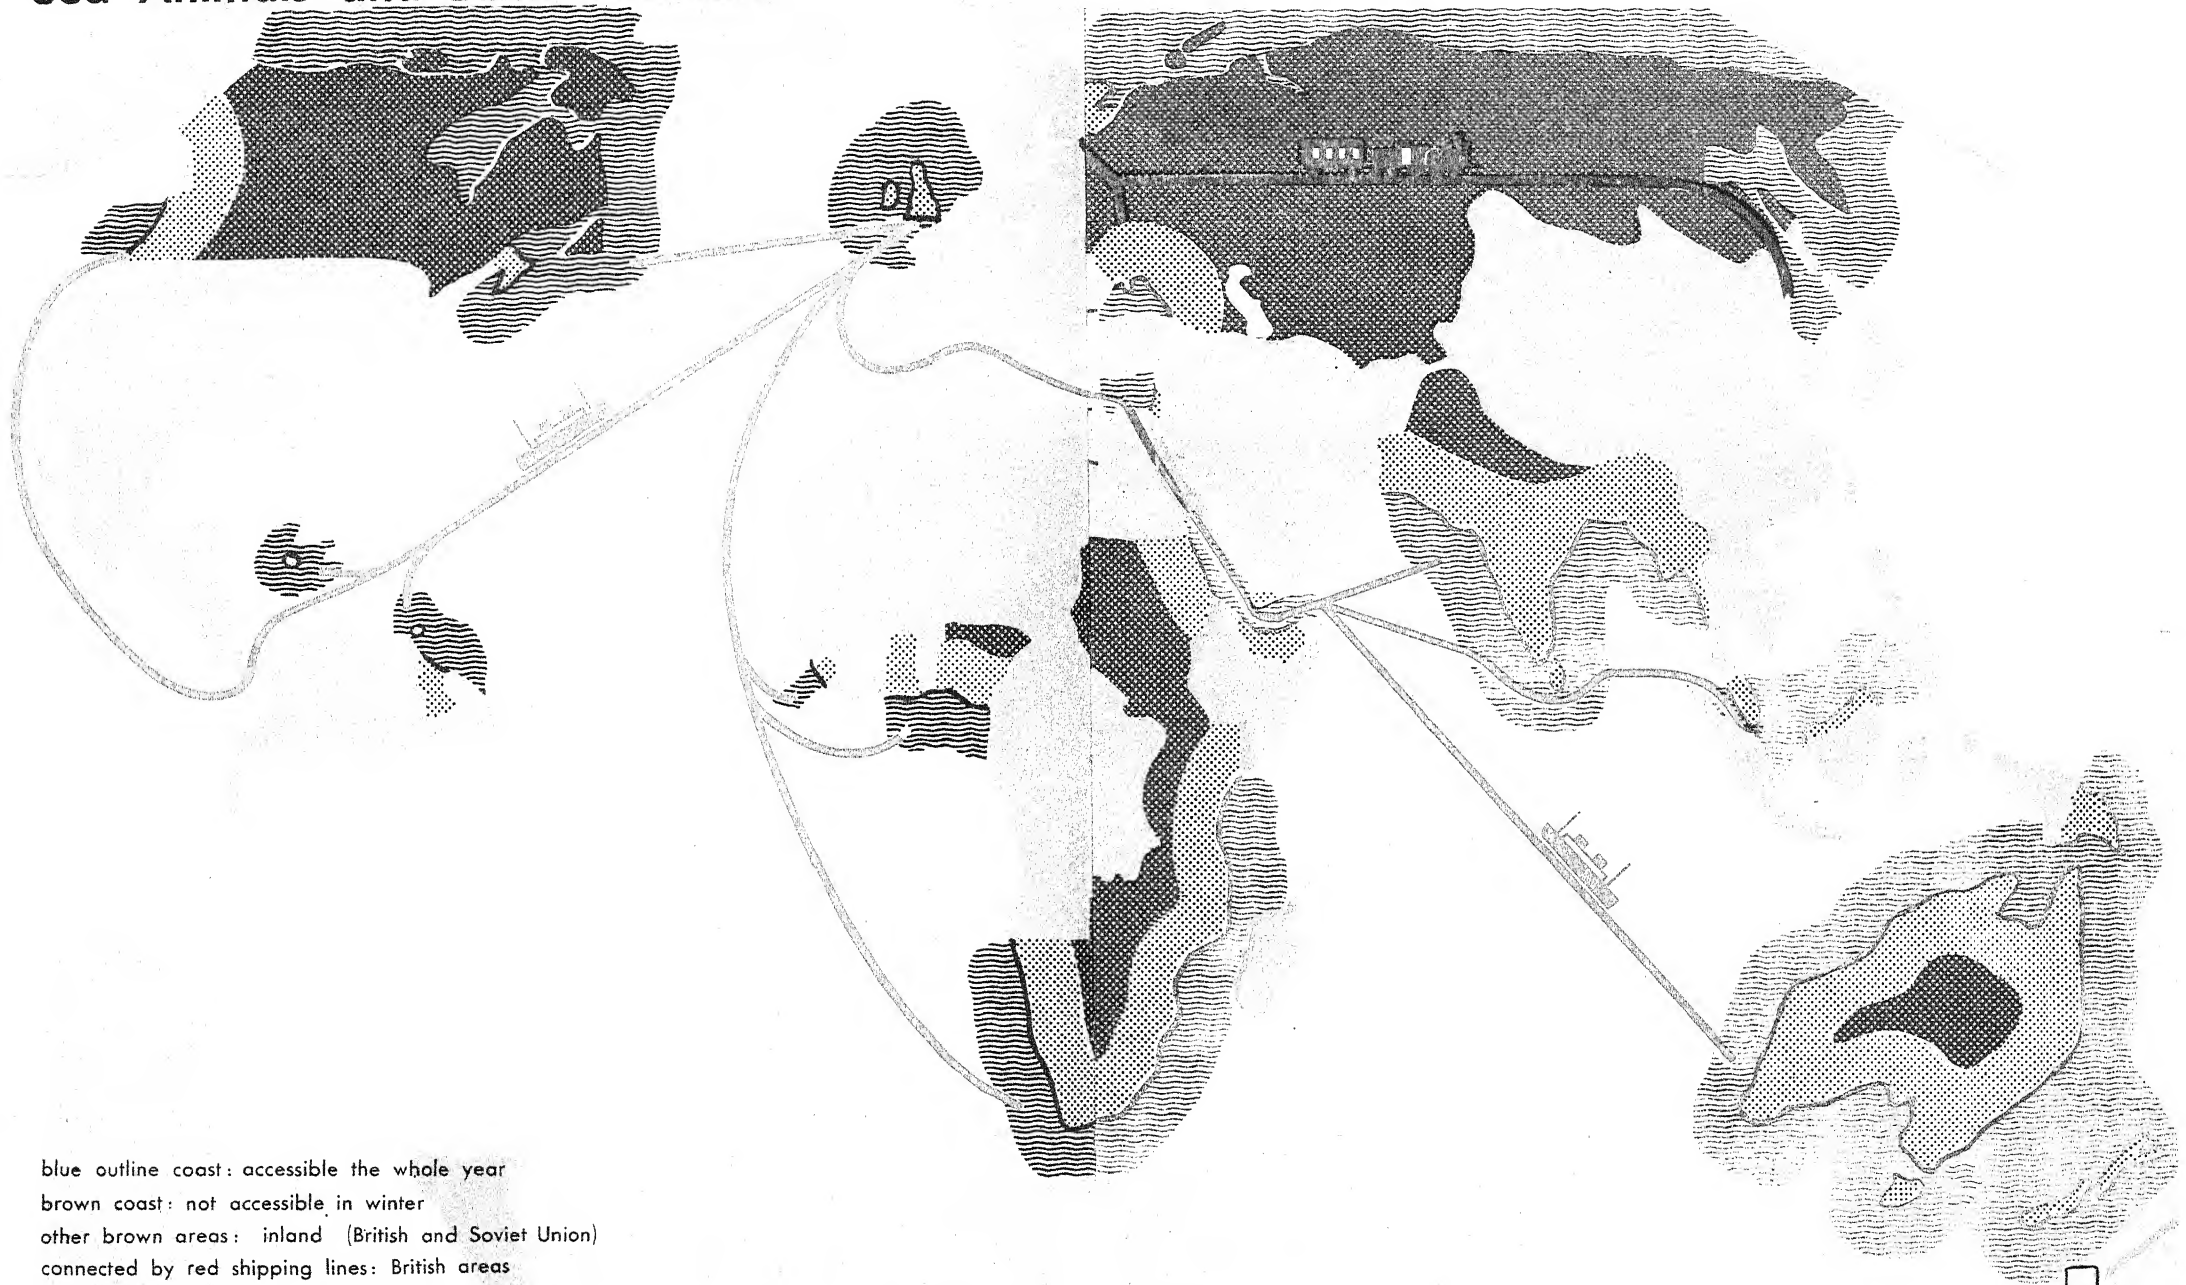 blue outline coast: accessible the whole year
brown coast: not accessible in winter
other brown areas: inland (British and Soviet Union)
connected by red shipping lines: British areas